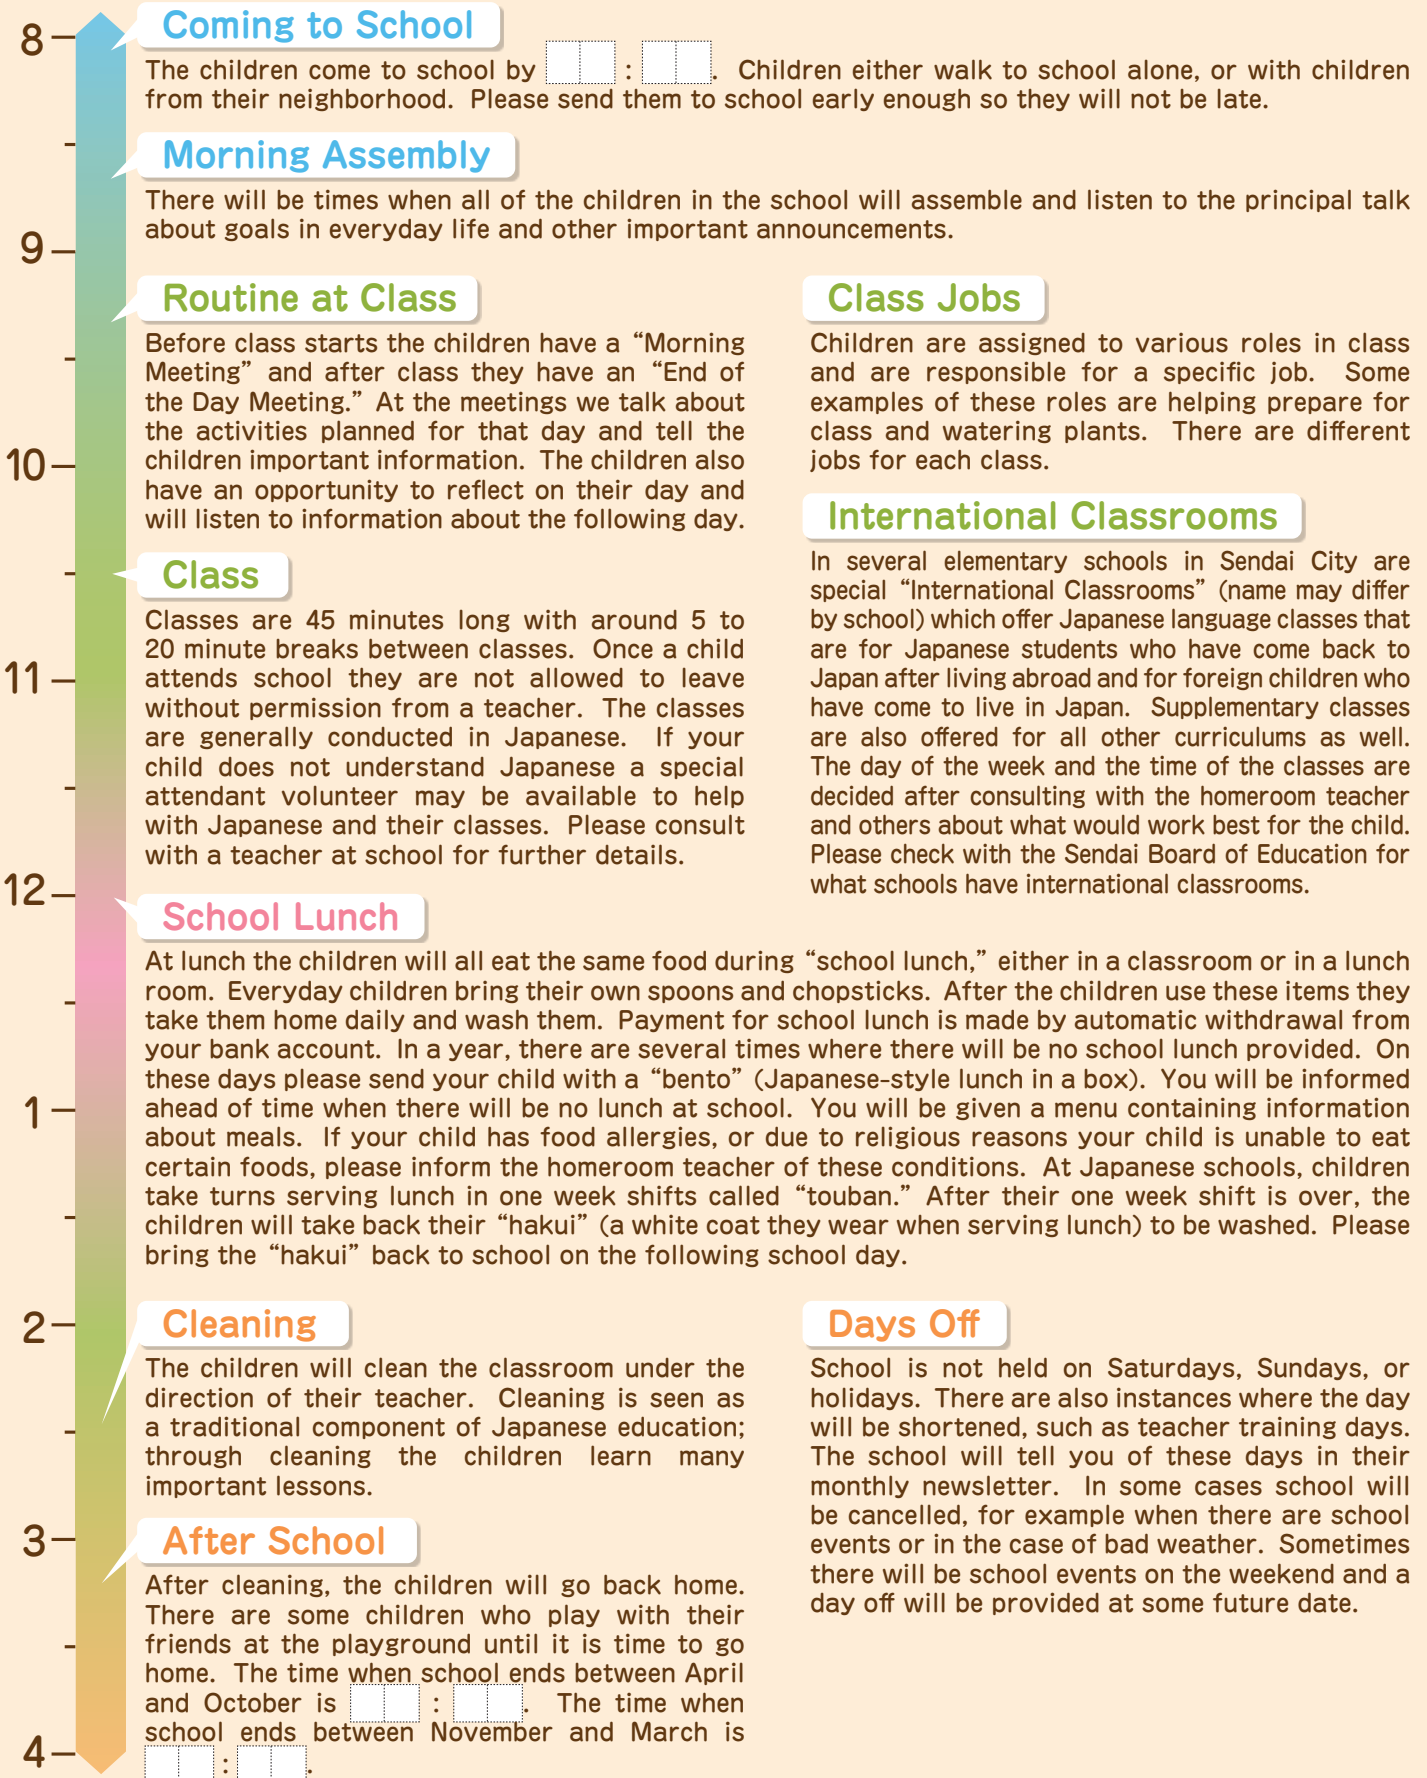 8
Coming to School
The children come to school by : . Children either walk to school alone, or with children
from their neighborhood. Please send them to school early enough so they will not be late.
Morning Assembly
There will be times when all of the children in the school will assemble and listen to the principal talk
about goals in everyday life and other important announcements.
9
Routine at Class
Before class starts the children have a “Morning
Meeting” and after class they have an “End of
the Day Meeting.” At the meetings we talk about
the activities planned for that day and tell the
children important information. The children also
have an opportunity to reflect on their day and
will listen to information about the following day.
10
Class
Classes are 45 minutes long with around 5 to
20 minute breaks between classes. Once a child
attends school they are not allowed to leave
without permission from a teacher. The classes
are generally conducted in Japanese. If your
child does not understand Japanese a special
attendant volunteer may be available to help
with Japanese and their classes. Please consult
with a teacher at school for further details.
11
Class Jobs
Children are assigned to various roles in class
and are responsible for a specific job. Some
examples of these roles are helping prepare for
class and watering plants. There are different
jobs for each class.
International Classrooms
In several elementary schools in Sendai City are
special “International Classrooms” (name may differ
by school) which offer Japanese language classes that
are for Japanese students who have come back to
Japan after living abroad and for foreign children who
have come to live in Japan. Supplementary classes
are also offered for all other curriculums as well.
The day of the week and the time of the classes are
decided after consulting with the homeroom teacher
and others about what would work best for the child.
Please check with the Sendai Board of Education for
what schools have international classrooms.
12
School Lunch
At lunch the children will all eat the same food during “school lunch,” either in a classroom or in a lunch
room. Everyday children bring their own spoons and chopsticks. After the children use these items they
take them home daily and wash them. Payment for school lunch is made by automatic withdrawal from
your bank account. In a year, there are several times where there will be no school lunch provided. On
these days please send your child with a “bento” (Japanese-style lunch in a box). You will be informed
ahead of time when there will be no lunch at school. You will be given a menu containing information
about meals. If your child has food allergies, or due to religious reasons your child is unable to eat
certain foods, please inform the homeroom teacher of these conditions. At Japanese schools, children
take turns serving lunch in one week shifts called “touban.” After their one week shift is over, the
children will take back their “hakui” (a white coat they wear when serving lunch) to be washed. Please
bring the “hakui” back to school on the following school day.
1
2
Cleaning
The children will clean the classroom under the
direction of their teacher. Cleaning is seen as
a traditional component of Japanese education;
through cleaning the children learn many
important lessons.
3
After School
After cleaning, the children will go back home.
There are some children who play with their
friends at the playground until it is time to go
home. The time when school ends between April
and October is : . The time when
school ends between November and March is
: .
4
Days Off
School is not held on Saturdays, Sundays, or
holidays. There are also instances where the day
will be shortened, such as teacher training days.
The school will tell you of these days in their
monthly newsletter. In some cases school will
be cancelled, for example when there are school
events or in the case of bad weather. Sometimes
there will be school events on the weekend and a
day off will be provided at some future date.